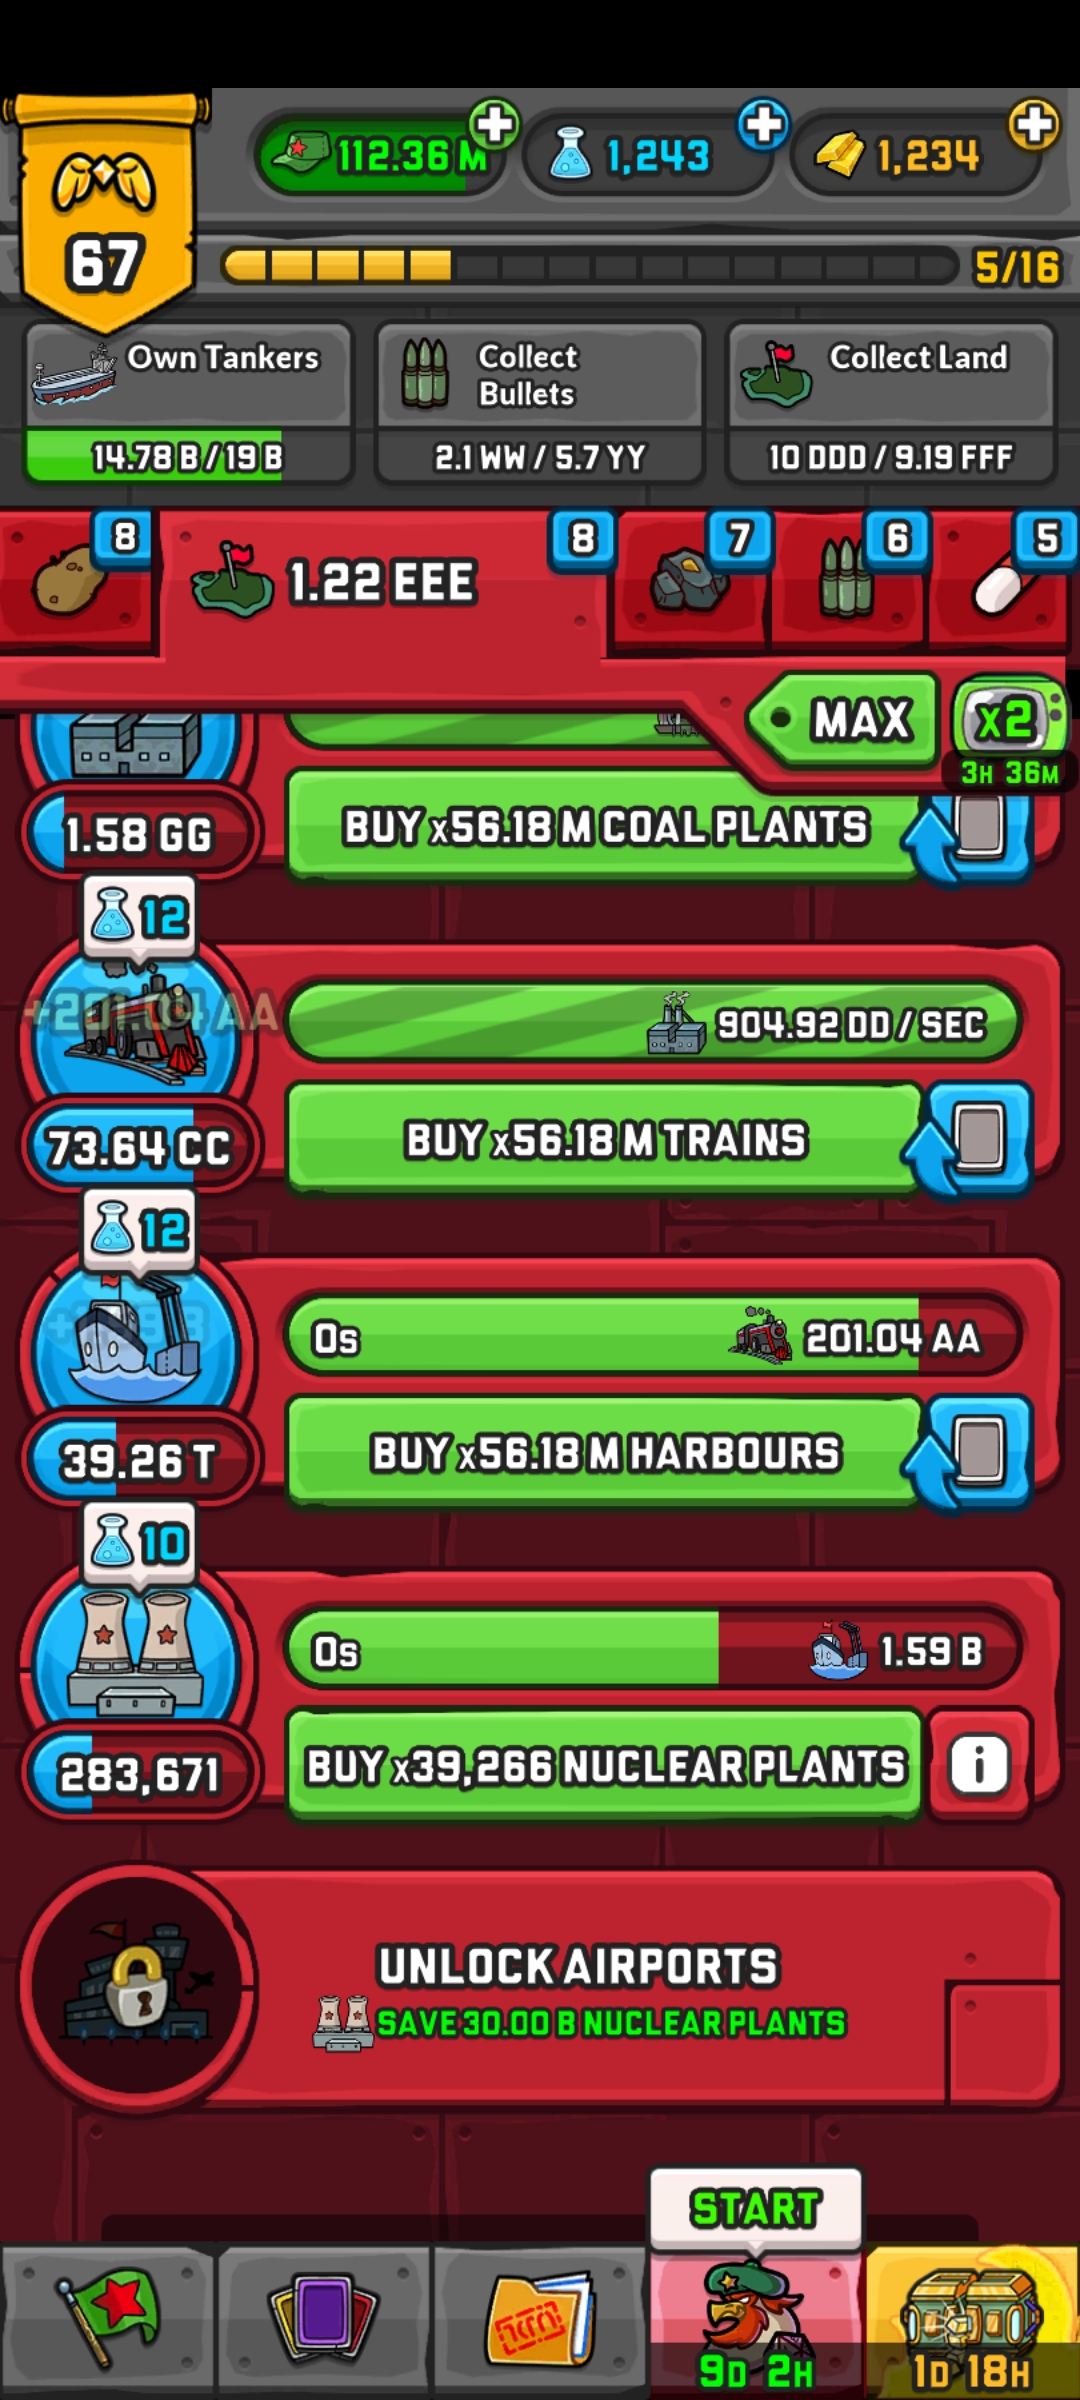 112.36 M
1,243
1,234
67
5/16
Own Tankers
14.78 B / 19 B
Collect
Bullets
2.1 WW / 5.7 YY
Collect Land
10 DDD / 9.19 FFF
8
1.22 EEE
8
7
6
5
MAX
x2
3H 36M
1.58 GG
BUY x56.18 M COAL PLANTS
12
+201.04 AA
904.92 DD / SEC
73.64 CC
BUY x56.18 M TRAINS
12
0s
201.04 AA
39.26 T
BUY x56.18 M HARBOURS
10
0s
1.59 B
283,671
BUY x39,266 NUCLEAR PLANTS
i
UNLOCK AIRPORTS
SAVE 30.00 B NUCLEAR PLANTS
START
9D 2H
1D 18H